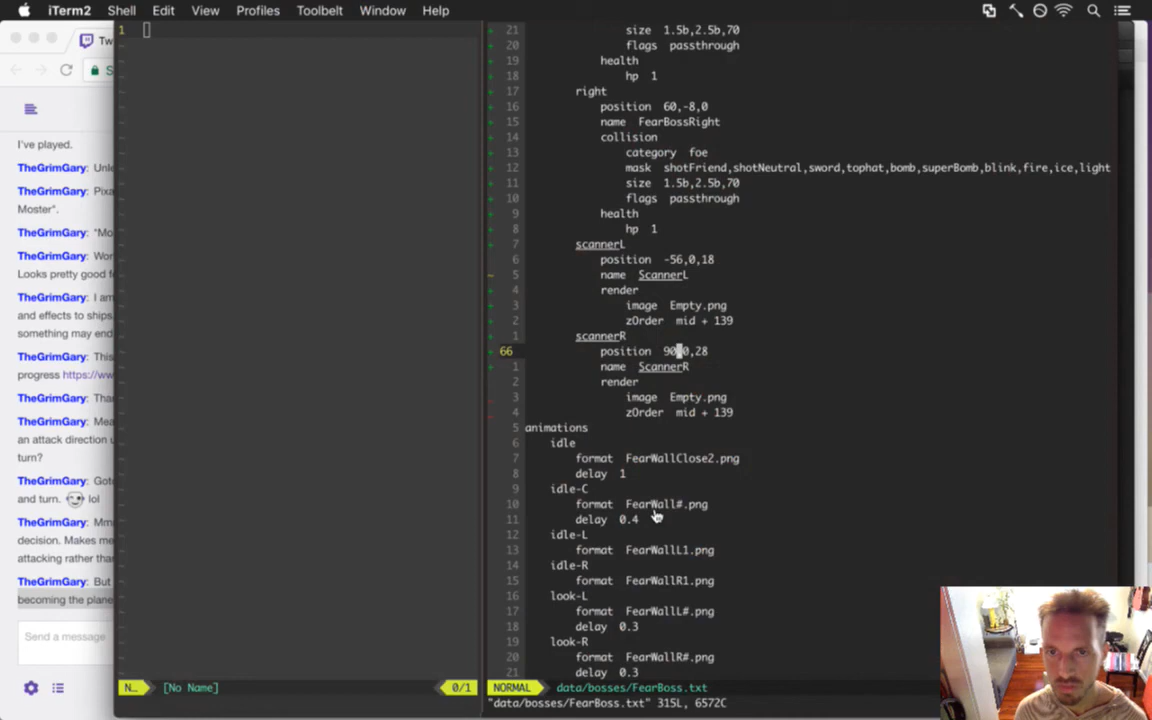 iTerm2 Shell Edit View Profiles Toolbelt Window Help
Tw
S
I've played.
TheGrimGary: Unle
TheGrimGary: Pixa
Moster".
TheGrimGary: "Mo
TheGrimGary: Wor
Looks pretty good f
TheGrimGary: I am
and effects to ships.
something may end
TheGrimGary: This
progress https://ww
TheGrimGary: Tha
TheGrimGary: Mea
an attack direction u
turn?
TheGrimGary: Goto
and turn. lol
TheGrimGary: Mm
decision. Makes me
attacking rather tha
TheGrimGary: But
becoming the plane
Send a message
1
N… [No Name] 0/1
21 size 1.5b,2.5b,70
20 flags passthrough
19 health
18 hp 1
17 right
16 position 60,-8,0
15 name FearBossRight
14 collision
13 category foe
12 mask shotFriend,shotNeutral,sword,tophat,bomb,superBomb,blink,fire,ice,light
11 size 1.5b,2.5b,70
10 flags passthrough
9 health
8 hp 1
7 scannerL
6 position -56,0,18
5 name ScannerL
4 render
3 image Empty.png
2 zOrder mid + 139
1 scannerR
66 position 90,0,28
1 name ScannerR
2 render
3 image Empty.png
4 zOrder mid + 139
5 animations
6 idle
7 format FearWallClose2.png
8 delay 1
9 idle-C
10 format FearWall#.png
11 delay 0.4
12 idle-L
13 format FearWallL1.png
14 idle-R
15 format FearWallR1.png
16 look-L
17 format FearWallL#.png
18 delay 0.3
19 look-R
20 format FearWallR#.png
21 delay 0.3
NORMAL data/bosses/FearBoss.txt
"data/bosses/FearBoss.txt" 315L, 6572C